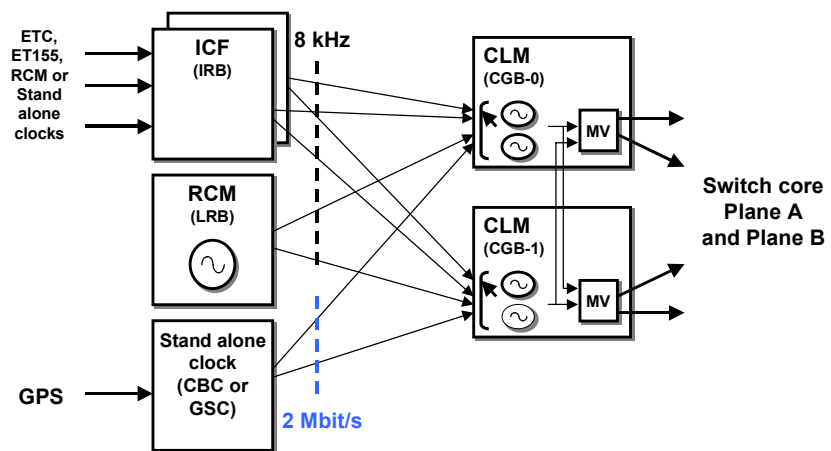 ETC,
ET155,
RCM or
Stand
alone
clocks
ICF
(IRB)
8 kHz
CLM
(CGB-0)
MV
RCM
(LRB)
Switch core
Plane A
and Plane B
CLM
(CGB-1)
MV
Stand alone
clock
(CBC or
GSC)
GPS
2 Mbit/s